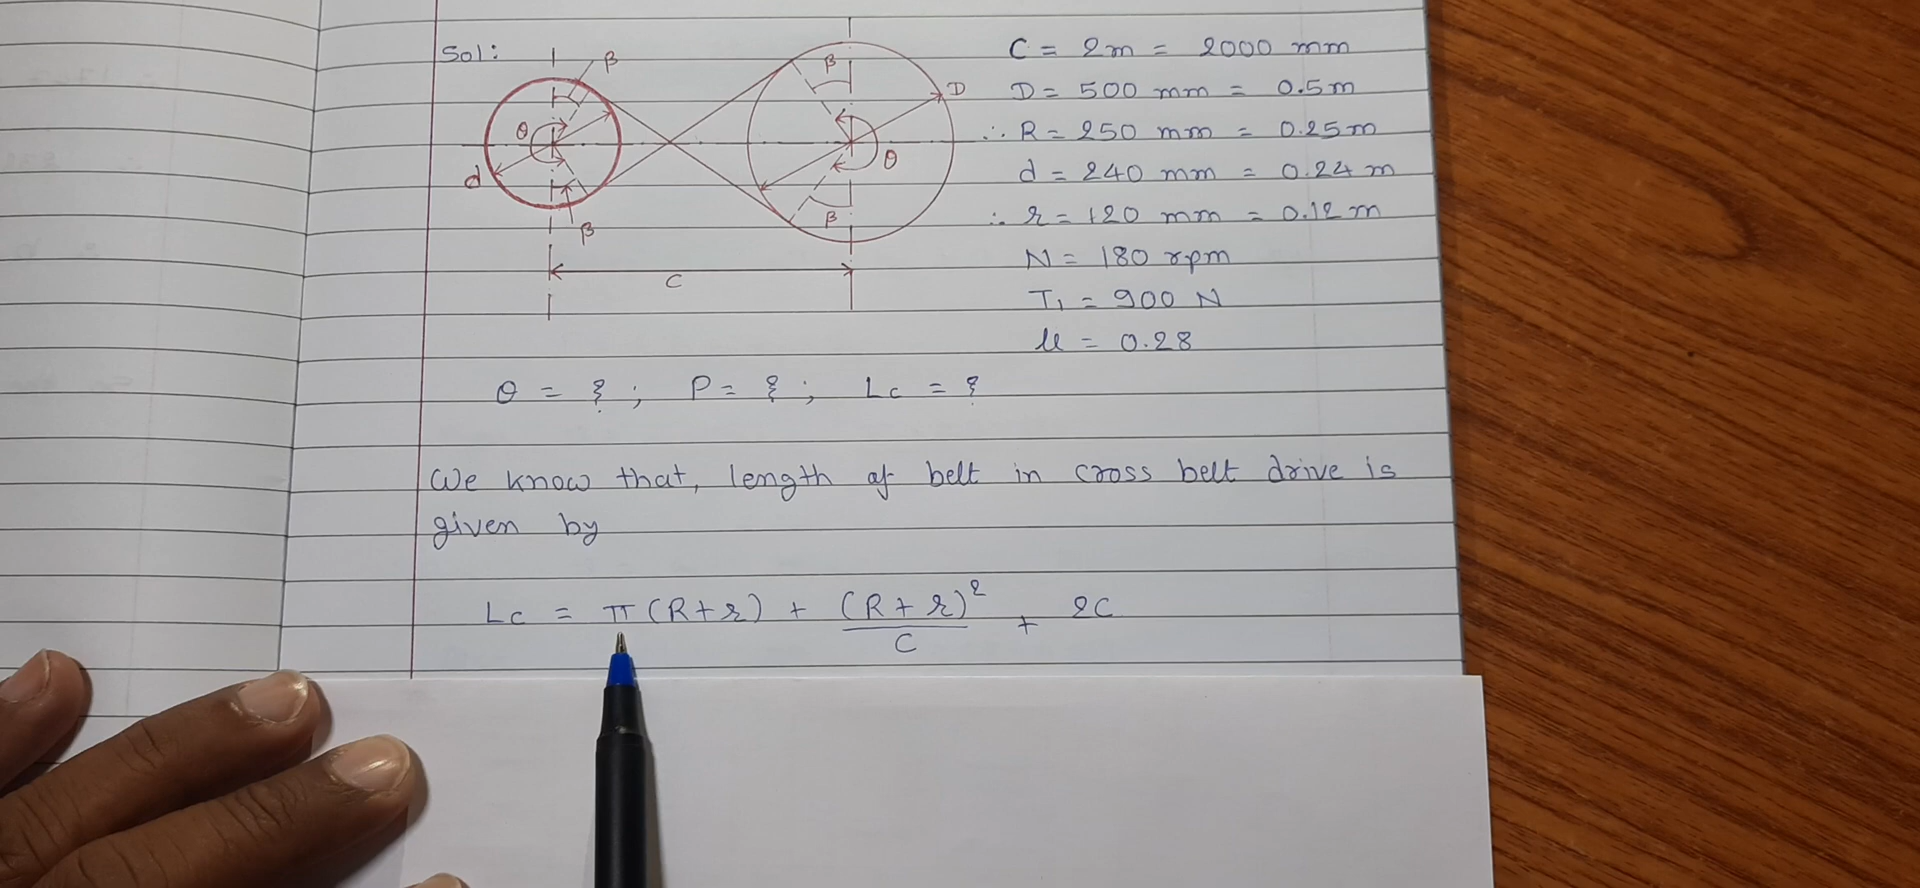 Sol:
β
β
θ
D
θ
d
β
β
C
C = 2m = 2000 mm
D = 500 mm = 0.5m
∴ R = 250 mm = 0.25m
d = 240 mm = 0.24 m
∴ r = 120 mm = 0.12m
N = 180 rpm
T₁ = 900 N
μ = 0.28
θ = ? ; P = ? ; Lc = ?
We know that, length of belt in cross belt drive is
given by
Lc = π (R+r) + (R+r)²/C + 2C